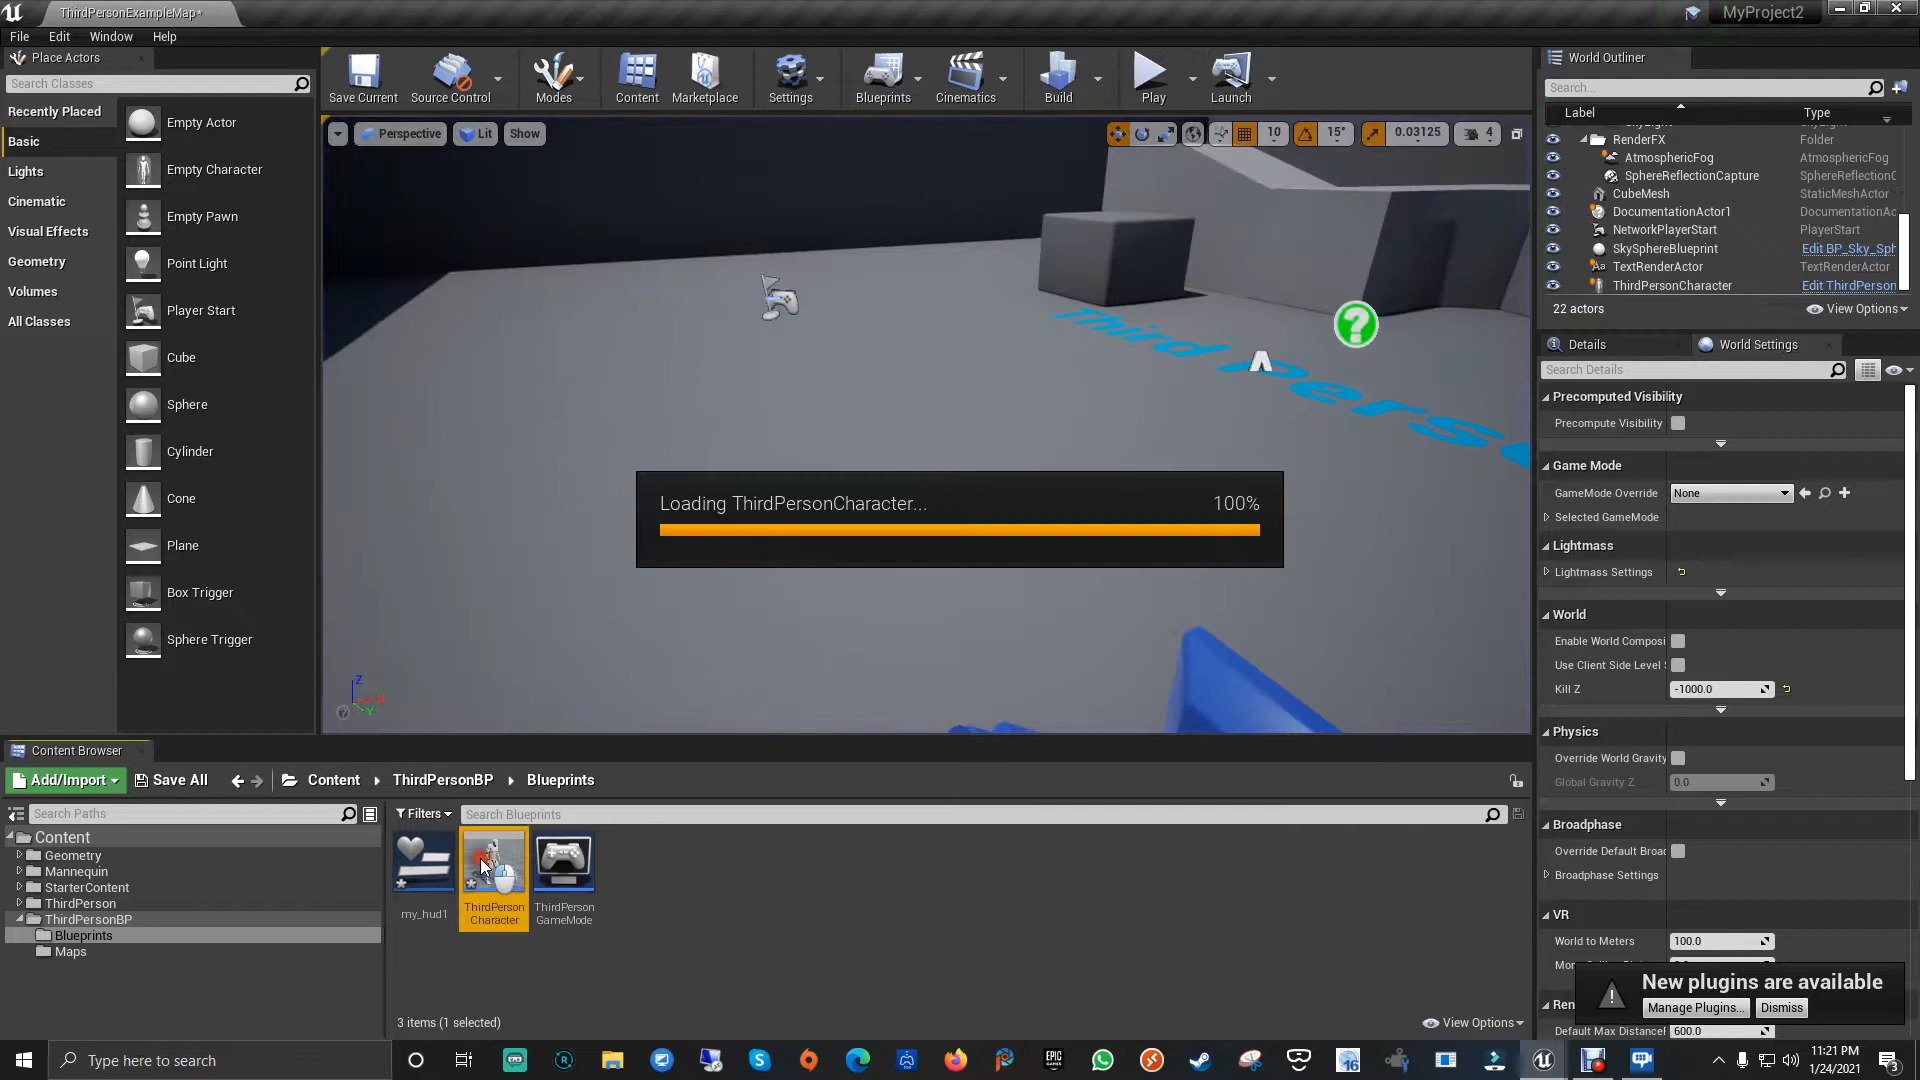 ThirdPersonExampleMap*
MyProject2
File Edit Window Help
Place Actors
Search Classes
Recently Placed
Basic
Lights
Cinematic
Visual Effects
Geometry
Volumes
All Classes
Empty Actor
Empty Character
Empty Pawn
Point Light
Player Start
Cube
Sphere
Cylinder
Cone
Plane
Box Trigger
Sphere Trigger
Save Current Source Control Modes Content Marketplace Settings Blueprints Cinematics Build Play Launch
Perspective Lit Show
10 15° 0.03125 4
Third Perso
Loading ThirdPersonCharacter... 100%
Z
X
Y
World Outliner
Search...
Label Type
RenderFX Folder
AtmosphericFog AtmosphericFog
SphereReflectionCapture SphereReflectionC
CubeMesh StaticMeshActor
DocumentationActor1 DocumentationAc
NetworkPlayerStart PlayerStart
SkySphereBlueprint Edit BP_Sky_Sph
TextRenderActor TextRenderActor
ThirdPersonCharacter Edit ThirdPerson
22 actors View Options
Details World Settings
Search Details
Precomputed Visibility
Precompute Visibility
Game Mode
GameMode Override None
Selected GameMode
Lightmass
Lightmass Settings
World
Enable World Composi
Use Client Side Level
Kill Z -1000.0
Physics
Override World Gravity
Global Gravity Z 0.0
Broadphase
Override Default Broad
Broadphase Settings
VR
World to Meters 100.0
New plugins are available
Manage Plugins... Dismiss
Default Max DistanceF 600.0
Content Browser
Add/Import Save All Content ThirdPersonBP Blueprints
Search Paths
Filters Search Blueprints
Content
Geometry
Mannequin
StarterContent
ThirdPerson
ThirdPersonBP
Blueprints
Maps
my_hud1
ThirdPerson
Character
ThirdPerson
GameMode
3 items (1 selected)
View Options
Type here to search
11:21 PM
1/24/2021
3